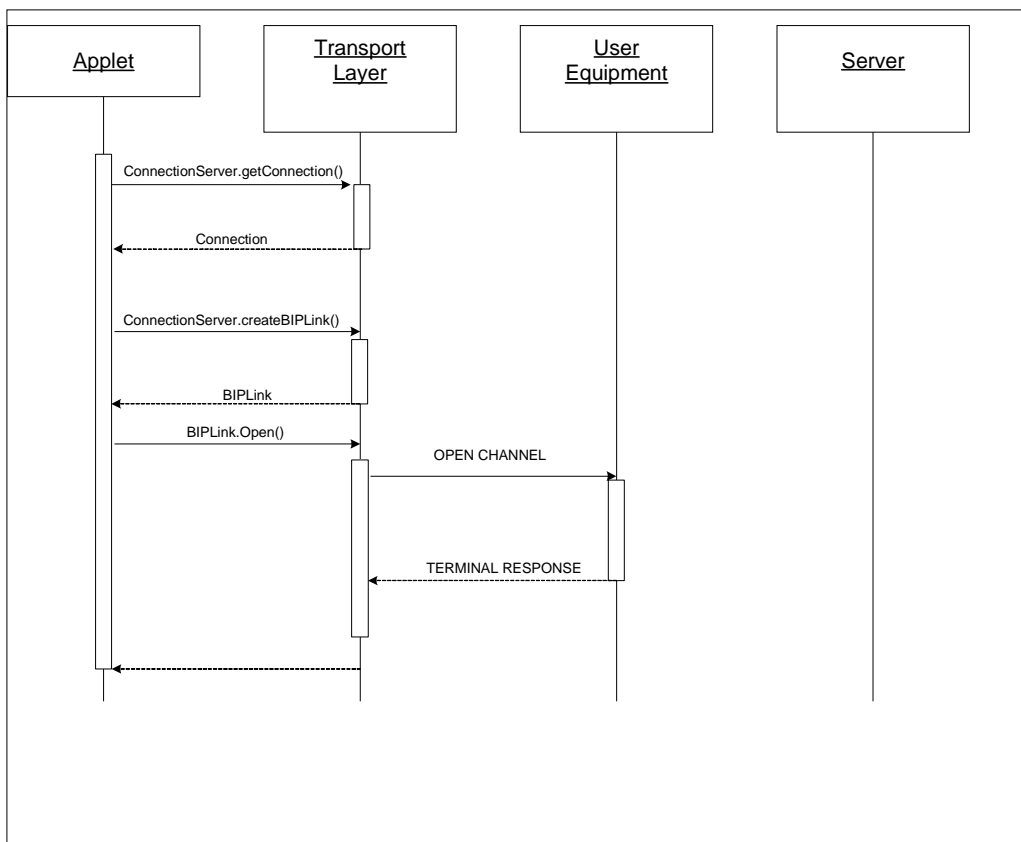 Applet
Transport
Layer
User
Equipment
Server
ConnectionServer.getConnection()
Connection
ConnectionServer.createBIPLink()
BIPLink
BIPLink.Open()
OPEN CHANNEL
TERMINAL RESPONSE